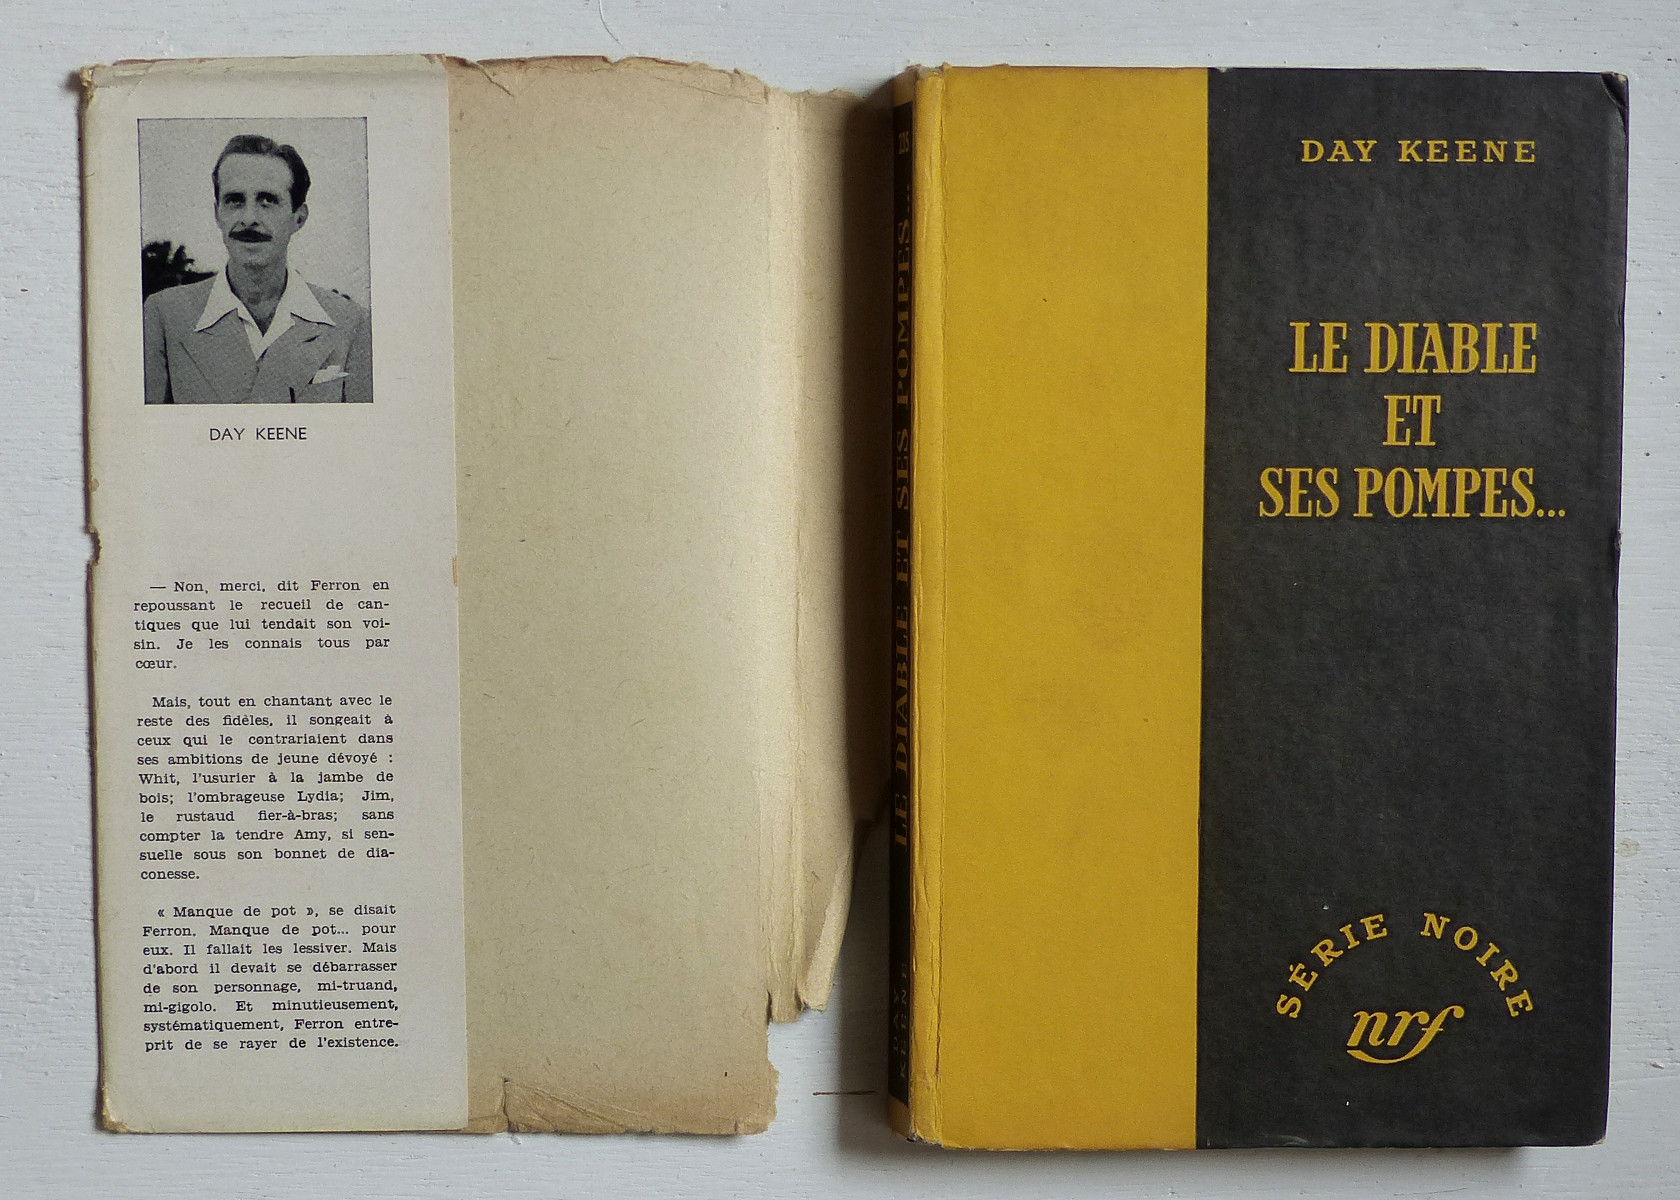 DAY KEENE
— Non, merci, dit Ferron en
repoussant le recueil de can-
tiques que lui tendait son voi-
sin. Je les connais tous par
cœur.
Mais, tout en chantant avec le
reste des fidèles, il songeait à
ceux qui le contrariaient dans
ses ambitions de jeune dévoyé :
Whit, l'usurier à la jambe de
bois; l'ombrageuse Lydia; Jim,
le rustaud fier-à-bras; sans
compter la tendre Amy, si sen-
suelle sous son bonnet de dia-
conesse.
« Manque de pot », se disait
Ferron. Manque de pot... pour
eux. Il fallait les lessiver. Mais
d'abord il devait se débarrasser
de son personnage, mi-truand,
mi-gigolo. Et minutieusement,
systématiquement, Ferron entre-
prit de se rayer de l'existence.
LE DIABLE ET SES POMPES...
DAY KEENE
DAY KEENE
LE DIABLE
ET
SES POMPES...
SÉRIE NOIRE
nrf